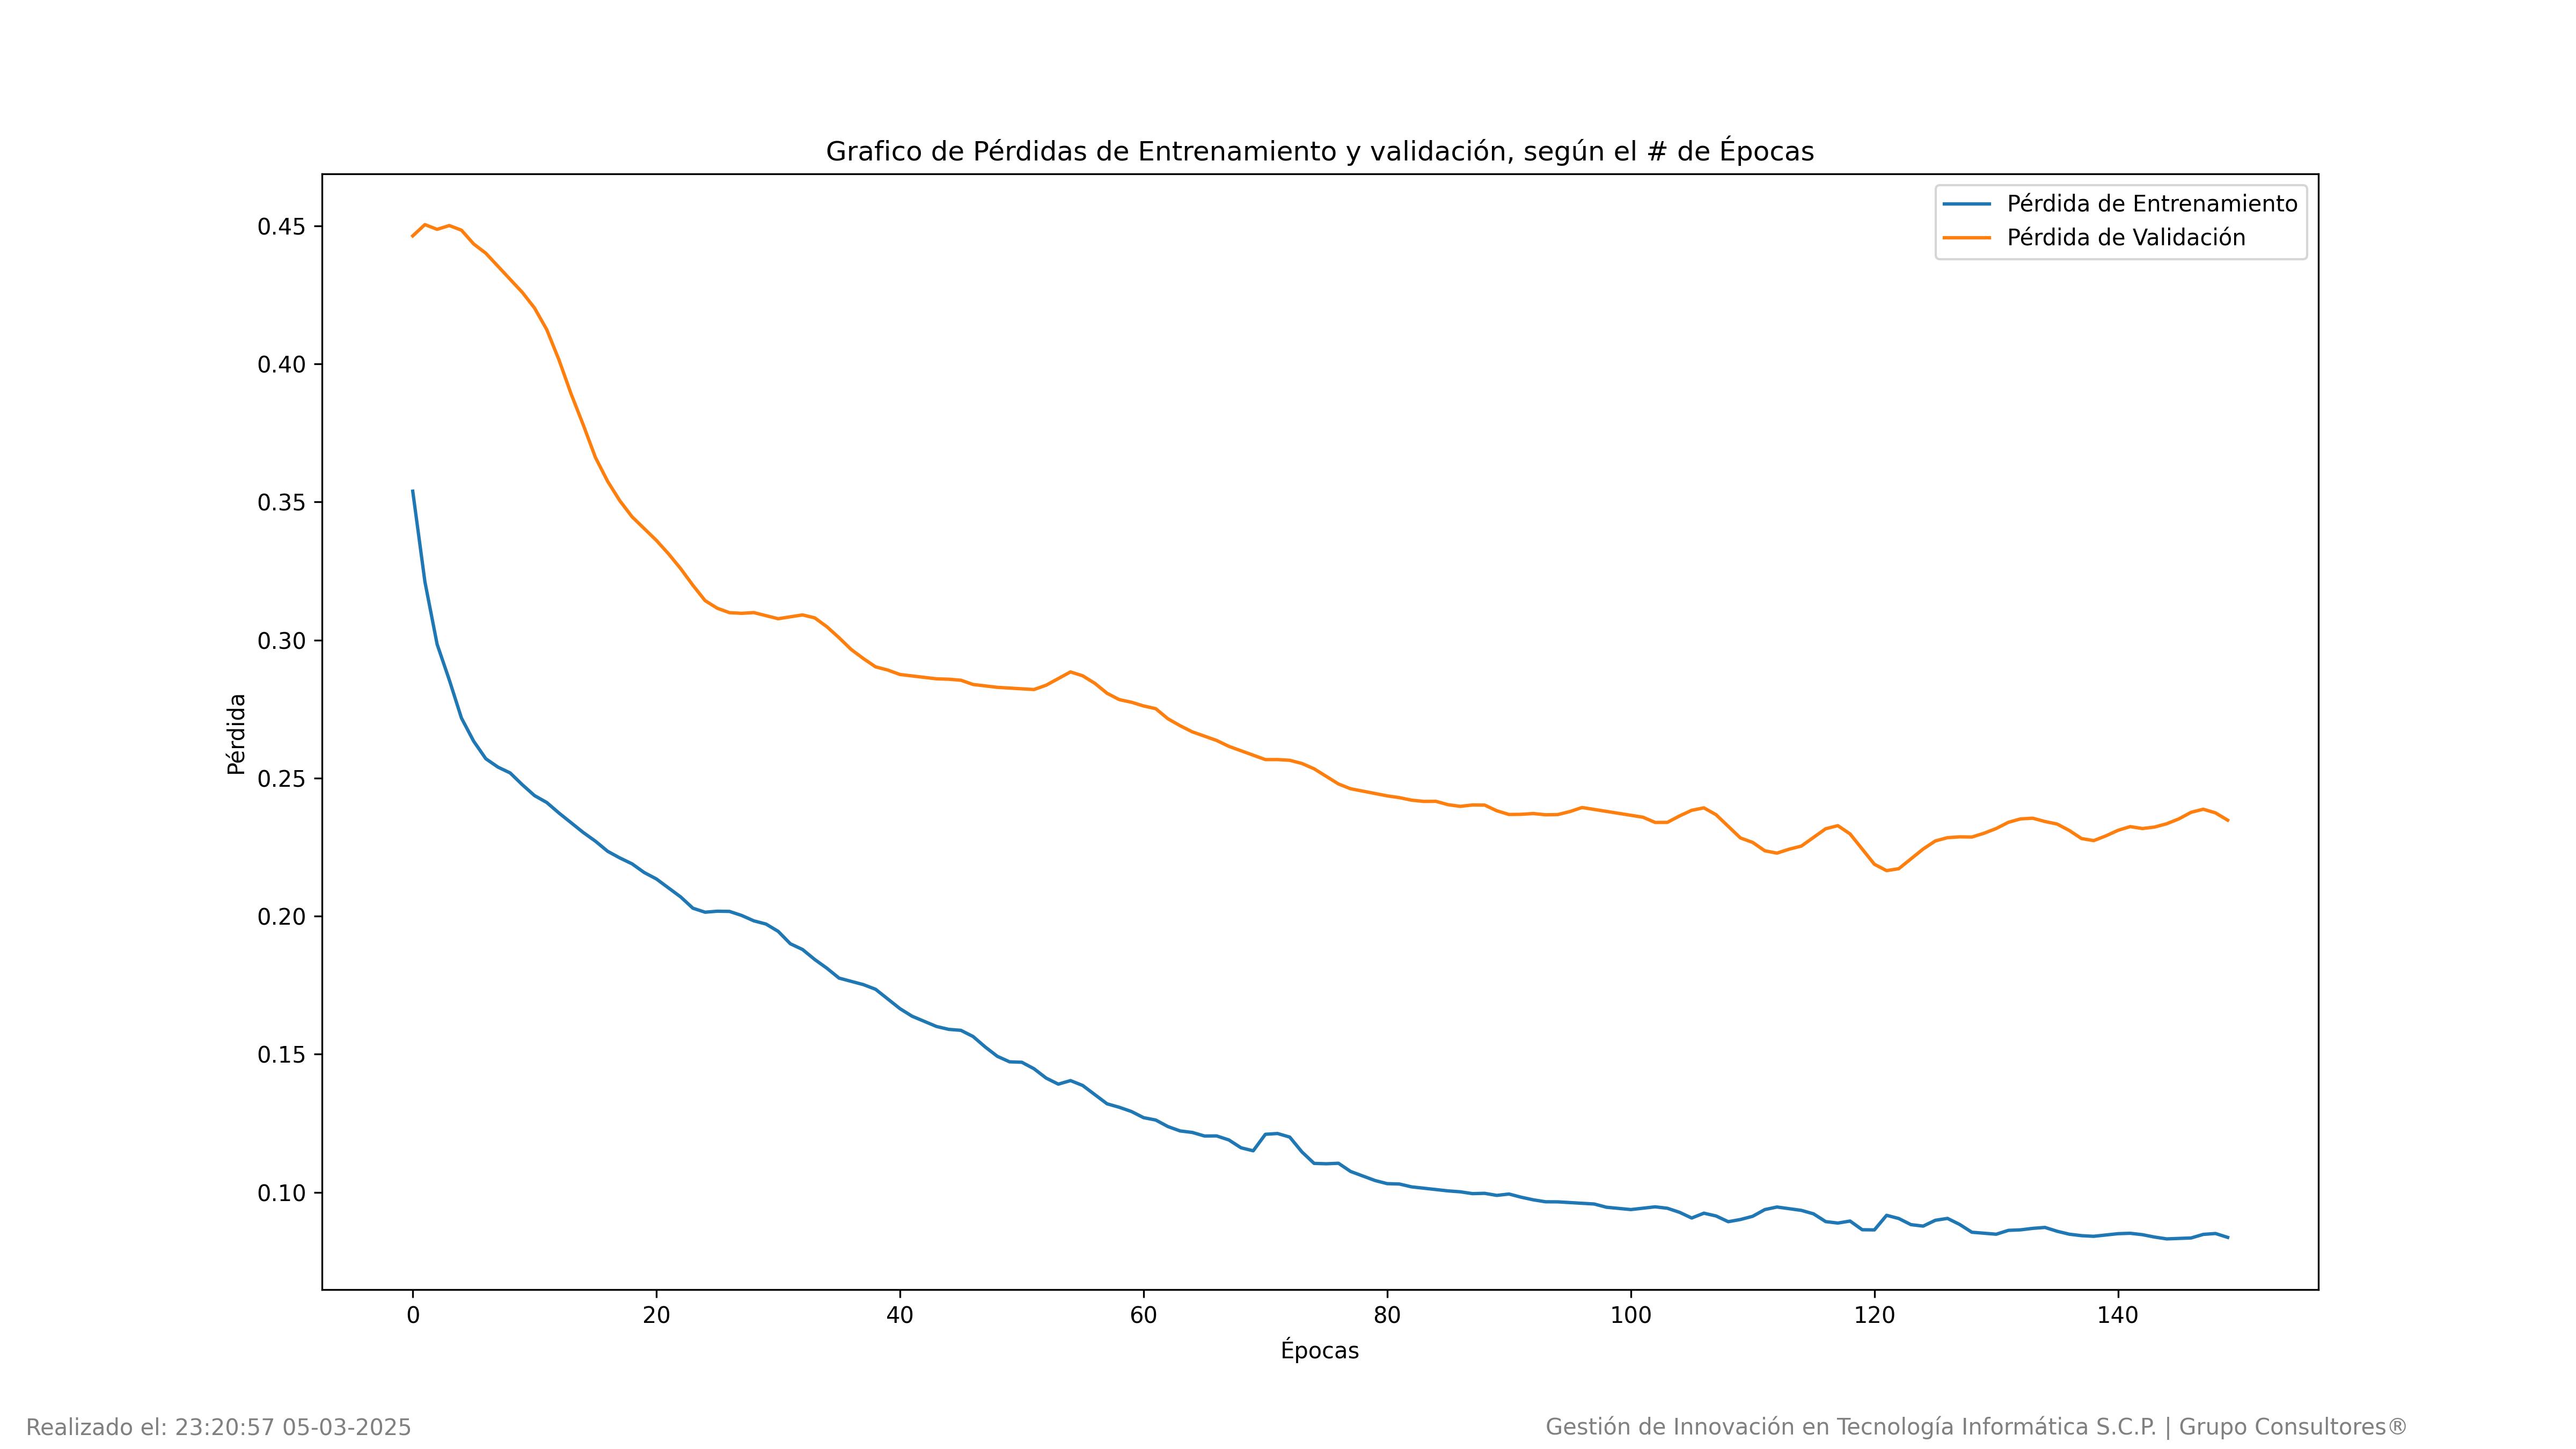 Grafico de Pérdidas de Entrenamiento y validación, según el # de Épocas
Pérdida de Entrenamiento
Pérdida de Validación
0.45
0.40
0.35
0.30
0.25
0.20
0.15
0.10
Pérdida
0 20 40 60 80 100 120 140
Épocas
Realizado el: 23:20:57 05-03-2025
Gestión de Innovación en Tecnología Informática S.C.P. | Grupo Consultores®